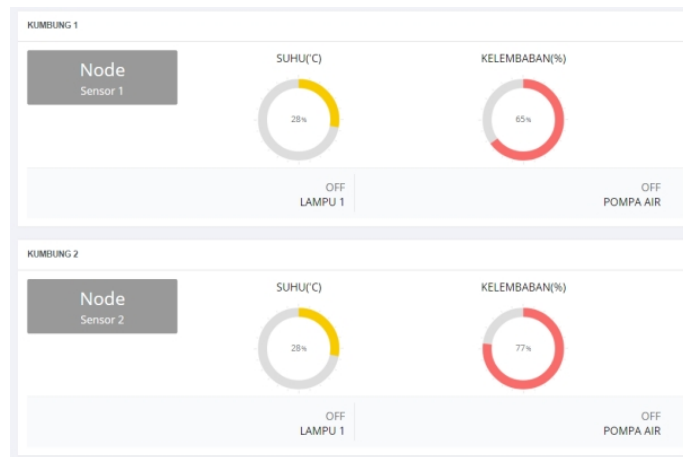 KUMBUNG 1
Node
Sensor 1
SUHU('C)
28%
KELEMBABAN(%)
65%
OFF
LAMPU 1
OFF
POMPA AIR
KUMBUNG 2
Node
Sensor 2
SUHU('C)
28%
KELEMBABAN(%)
77%
OFF
LAMPU 1
OFF
POMPA AIR